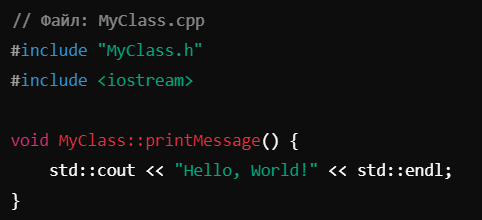 // Файл: MyClass.cpp
#include "MyClass.h"
#include <iostream>
void MyClass::printMessage() {
    std::cout << "Hello, World!" << std::endl;
}